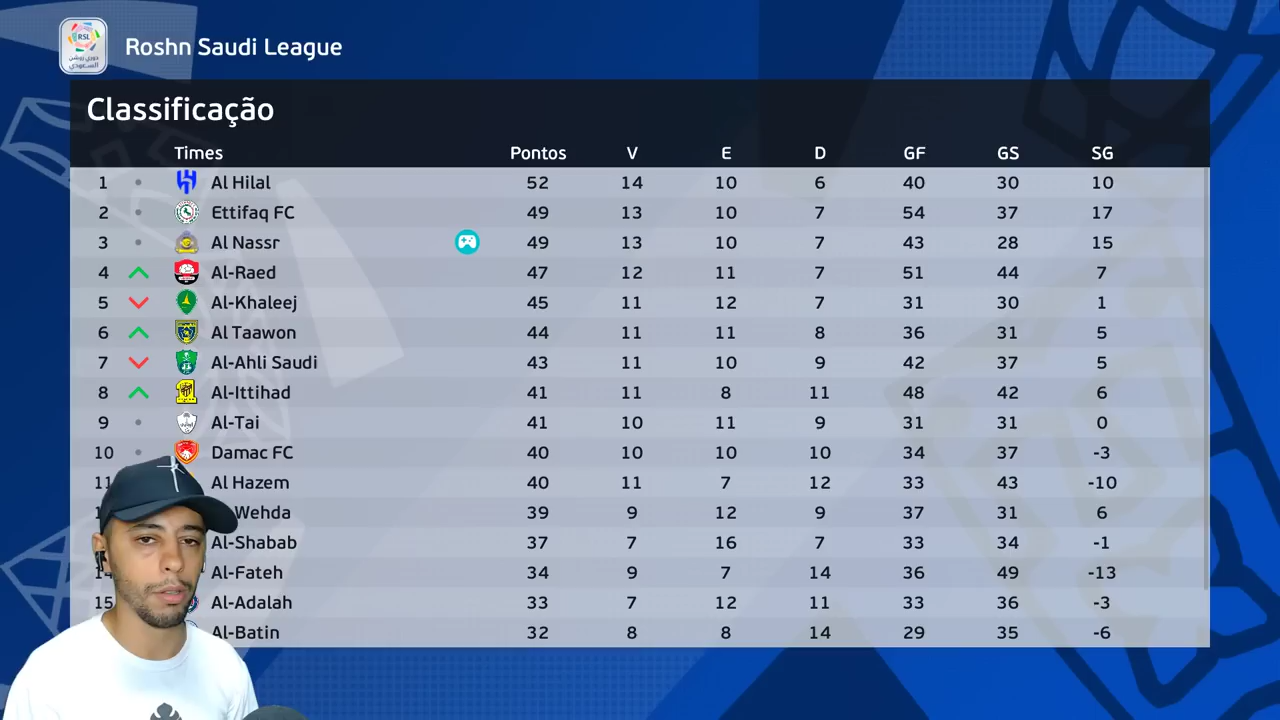 RSL
دوري روشن
السعودي
Roshn Saudi League
Classificação
Times Pontos V E D GF GS SG
1 Al Hilal 52 14 10 6 40 30 10
2 Ettifaq FC 49 13 10 7 54 37 17
3 Al Nassr 49 13 10 7 43 28 15
4 Al-Raed 47 12 11 7 51 44 7
5 Al-Khaleej 45 11 12 7 31 30 1
6 Al Taawon 44 11 11 8 36 31 5
7 Al-Ahli Saudi 43 11 10 9 42 37 5
8 Al-Ittihad 41 11 8 11 48 42 6
9 Al-Tai 41 10 11 9 31 31 0
10 Damac FC 40 10 10 10 34 37 -3
11 Al Hazem 40 11 7 12 33 43 -10
Wehda 39 9 12 9 37 31 6
Al-Shabab 37 7 16 7 33 34 -1
14 Al-Fateh 34 9 7 14 36 49 -13
15 Al-Adalah 33 7 12 11 33 36 -3
Al-Batin 32 8 8 14 29 35 -6